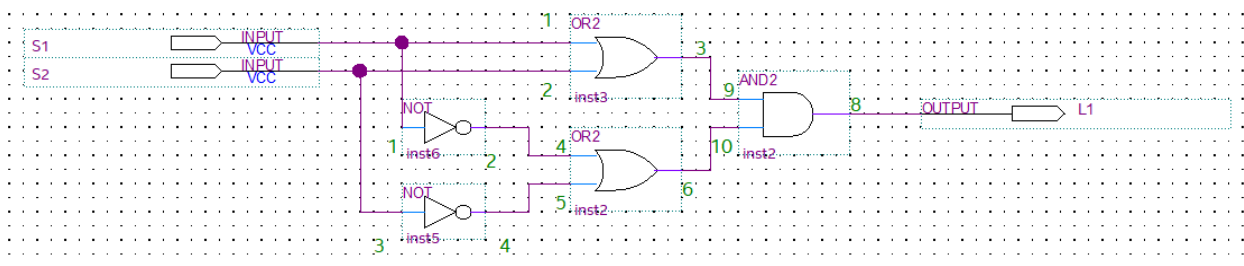 1 OR2
S1 INPUT VCC 3
S2 INPUT VCC
AND2
2 inst3 9 8 OUTPUT L1
NOT
OR2
1 inst6 2 4 10 inst2
NOT 6
5 inst2
3 inst5 4